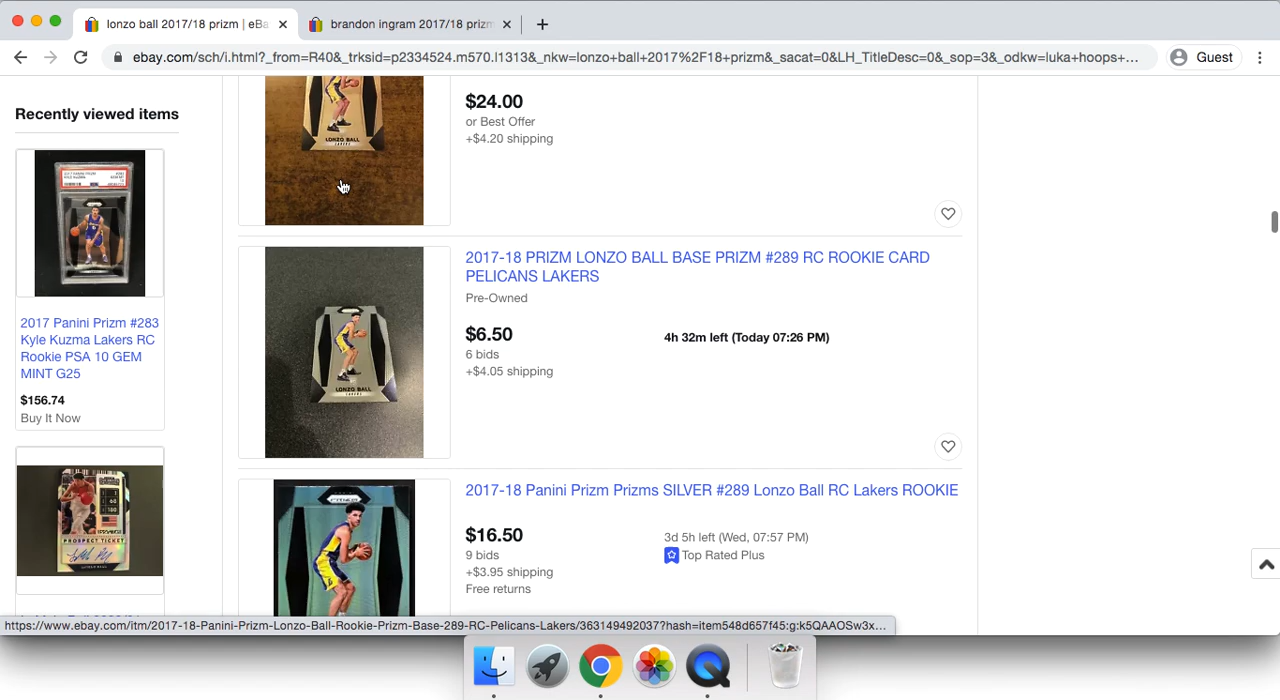 lonzo ball 2017/18 prizm | eBa
brandon ingram 2017/18 prizm
ebay.com/sch/i.html?_from=R40&_trksid=p2334524.m570.l1313&_nkw=lonzo+ball+2017%2F18+prizm&_sacat=0&LH_TitleDesc=0&_sop=3&_odkw=luka+hoops+...
Guest
Recently viewed items
2017 Panini Prizm #283
Kyle Kuzma Lakers RC
Rookie PSA 10 GEM
MINT G25
$156.74
Buy It Now
PROSPECT TICKET
LONZO BALL
$24.00
or Best Offer
+$4.20 shipping
LONZO BALL
2017-18 PRIZM LONZO BALL BASE PRIZM #289 RC ROOKIE CARD
PELICANS LAKERS
Pre-Owned
$6.50
4h 32m left (Today 07:26 PM)
6 bids
+$4.05 shipping
2017-18 Panini Prizm Prizms SILVER #289 Lonzo Ball RC Lakers ROOKIE
$16.50
3d 5h left (Wed, 07:57 PM)
9 bids
Top Rated Plus
+$3.95 shipping
Free returns
https://www.ebay.com/itm/2017-18-Panini-Prizm-Lonzo-Ball-Rookie-Prizm-Base-289-RC-Pelicans-Lakers/363149492037?hash=item548d657f45:g:k5QAAOSw3x...